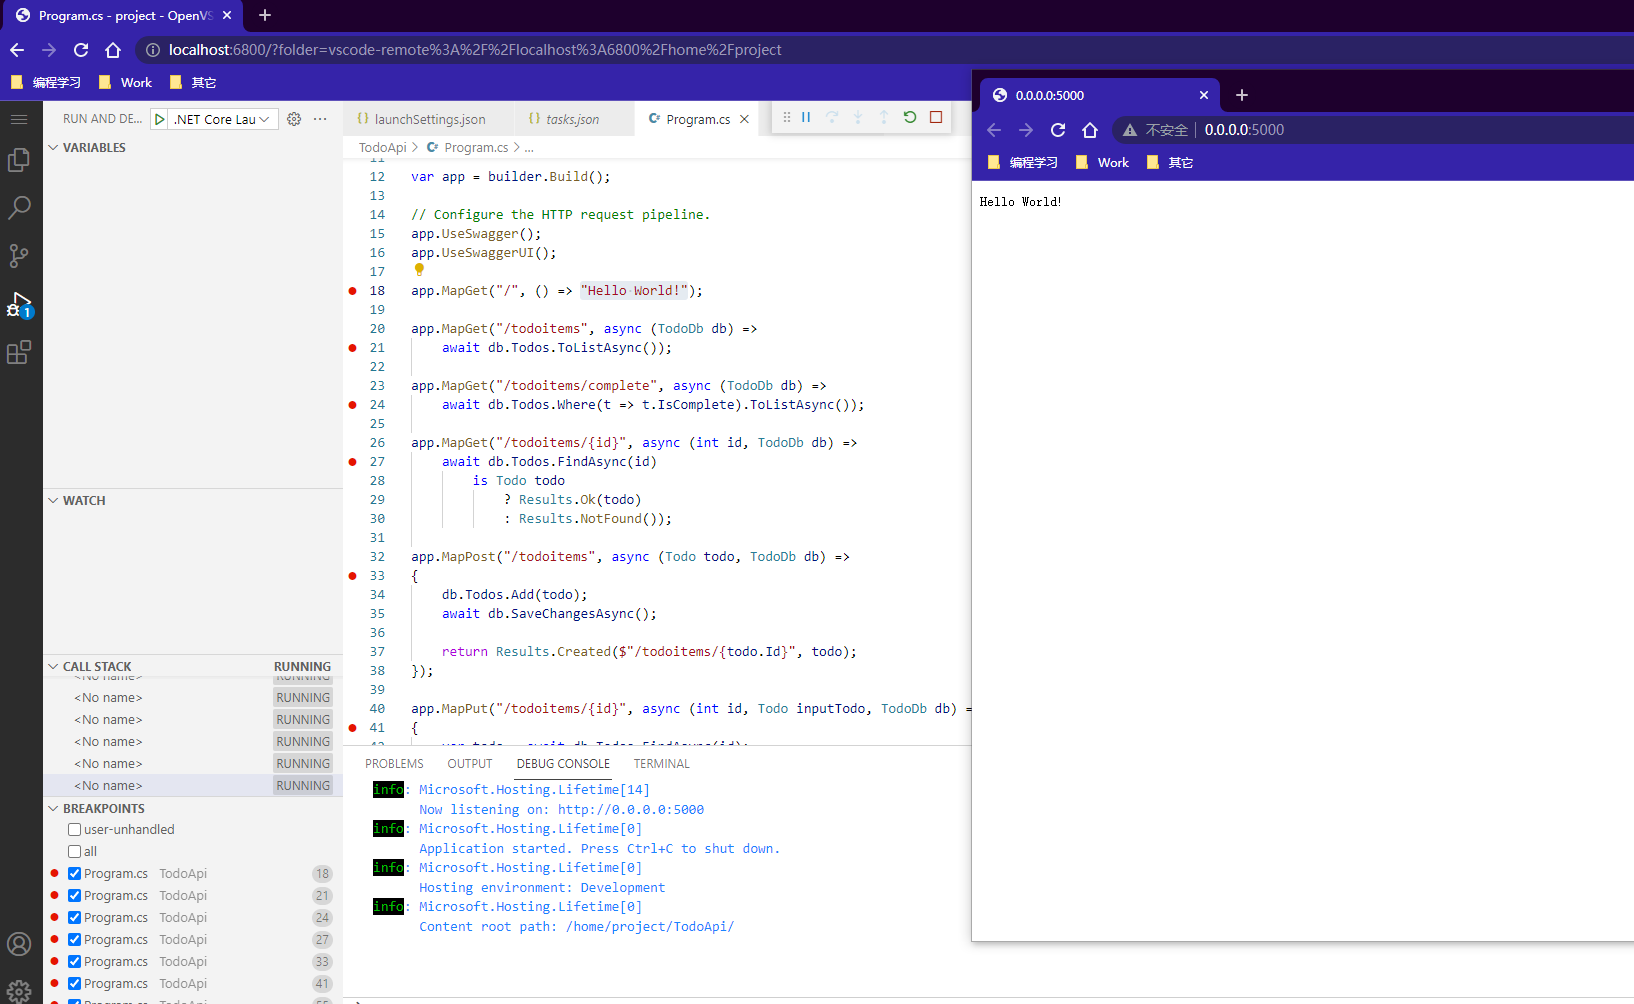 Program.cs - project - OpenVS
localhost:6800/?folder=vscode-remote%3A%2F%2Flocalhost%3A6800%2Fhome%2Fproject
编程学习 Work 其它
RUN AND DE... .NET Core Lau
VARIABLES
WATCH
CALL STACK RUNNING
<No name> RUNNING
<No name> RUNNING
<No name> RUNNING
<No name> RUNNING
<No name> RUNNING
<No name> RUNNING
BREAKPOINTS
user-unhandled
all
Program.cs TodoApi 18
Program.cs TodoApi 21
Program.cs TodoApi 24
Program.cs TodoApi 27
Program.cs TodoApi 33
Program.cs TodoApi 41
Program.cs TodoApi
1
launchSettings.json tasks.json Program.cs
TodoApi > Program.cs > ...
11
12 var app = builder.Build();
13
14 // Configure the HTTP request pipeline.
15 app.UseSwagger();
16 app.UseSwaggerUI();
17
18 app.MapGet("/", () => "Hello World!");
19
20 app.MapGet("/todoitems", async (TodoDb db) =>
21 await db.Todos.ToListAsync());
22
23 app.MapGet("/todoitems/complete", async (TodoDb db) =>
24 await db.Todos.Where(t => t.IsComplete).ToListAsync());
25
26 app.MapGet("/todoitems/{id}", async (int id, TodoDb db) =>
27 await db.Todos.FindAsync(id)
28 is Todo todo
29 ? Results.Ok(todo)
30 : Results.NotFound());
31
32 app.MapPost("/todoitems", async (Todo todo, TodoDb db) =>
33 {
34 db.Todos.Add(todo);
35 await db.SaveChangesAsync();
36
37 return Results.Created($"/todoitems/{todo.Id}", todo);
38 });
39
40 app.MapPut("/todoitems/{id}", async (int id, Todo inputTodo, TodoDb db) =
41 {
42 var todo = await db.Todos.FindAsync(id);
PROBLEMS OUTPUT DEBUG CONSOLE TERMINAL
info: Microsoft.Hosting.Lifetime[14]
Now listening on: http://0.0.0.0:5000
info: Microsoft.Hosting.Lifetime[0]
Application started. Press Ctrl+C to shut down.
info: Microsoft.Hosting.Lifetime[0]
Hosting environment: Development
info: Microsoft.Hosting.Lifetime[0]
Content root path: /home/project/TodoApi/
0.0.0.0:5000
不安全 0.0.0.0:5000
编程学习 Work 其它
Hello World!